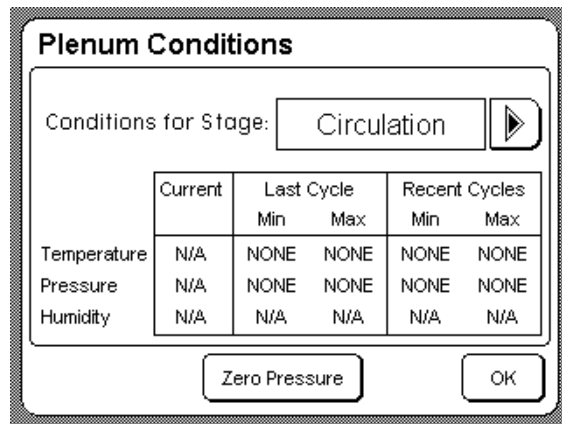 Plenum Conditions
Conditions for Stage: Circulation
Current Last Cycle Recent Cycles
Min Max Min Max
Temperature N/A NONE NONE NONE NONE
Pressure N/A NONE NONE NONE NONE
Humidity N/A N/A N/A N/A N/A
Zero Pressure OK